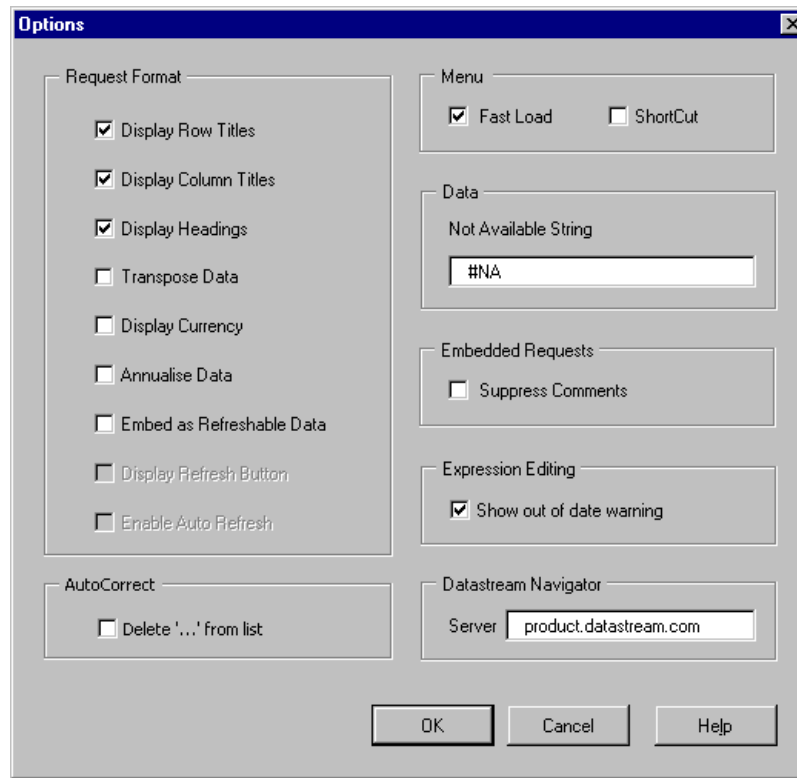 Options
Request Format
Display Row Titles
Display Column Titles
Display Headings
Transpose Data
Display Currency
Annualise Data
Embed as Refreshable Data
Display Refresh Button
Enable Auto Refresh
AutoCorrect
Delete '...' from list
Menu
Fast Load ShortCut
Data
Not Available String
#NA
Embedded Requests
Suppress Comments
Expression Editing
Show out of date warning
Datastream Navigator
Server product.datastream.com
OK Cancel Help